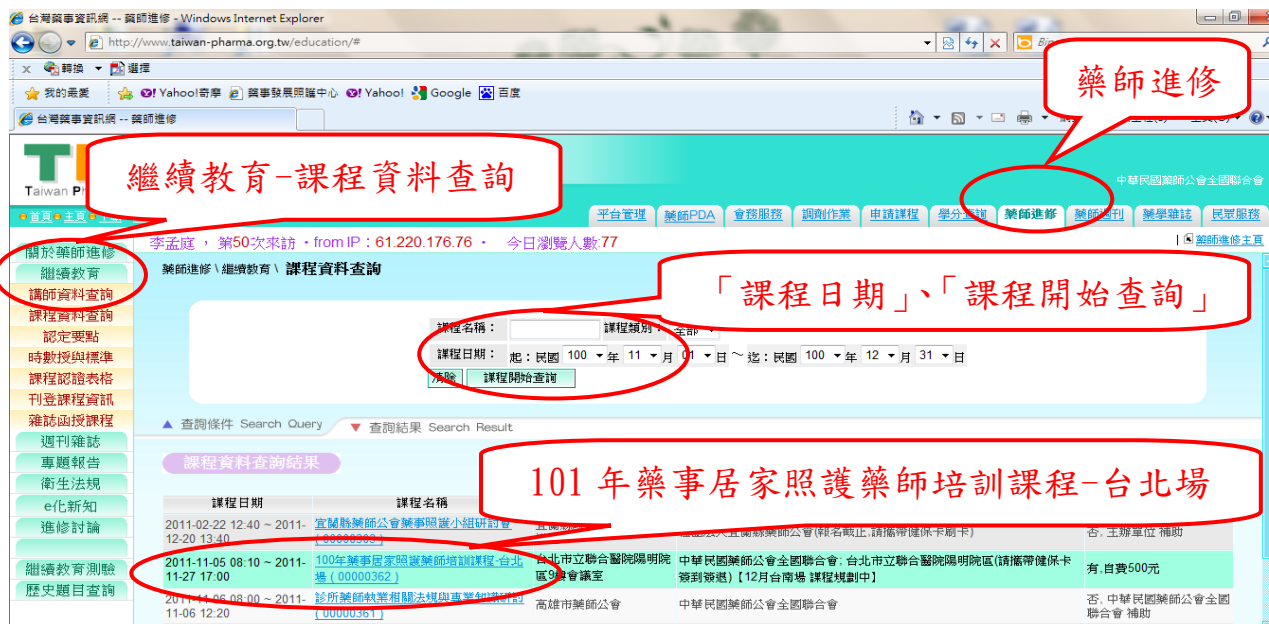 台灣藥事資訊網 -- 藥師進修 - Windows Internet Explorer
http://www.taiwan-pharma.org.tw/education/#
Bing
x 轉換 ▼ 選擇
我的最愛 Yahoo!奇摩 藥事發展照護中心 Yahoo! Google 百度
台灣藥事資訊網 -- 藥師進修
藥師進修
繼續教育-課程資料查詢
Taiwan
中華民國藥師公會全國聯合會
首頁 主頁
平台管理 藥師PDA 會務服務 調劑作業 申請課程 學分查詢 藥師進修 藥師週刊 藥學雜誌 民眾服務
李孟庭 , 第50次來訪 ‧from IP:61.220.176.76 ‧ 今日瀏覽人數:77
藥師進修主頁
關於藥師進修
繼續教育
講師資料查詢
課程資料查詢
認定要點
時數授與標準
課程認證表格
刊登課程資訊
雜誌函授課程
週刊雜誌
專題報告
衛生法規
e化新知
進修討論
繼續教育測驗
歷史題目查詢
藥師進修 \ 繼續教育 \ 課程資料查詢
「課程日期」、「課程開始查詢」
課程名稱: 課程類別: 全部
課程日期: 起:民國 100 年 11 月 01 日 ~ 迄:民國 100 年 12 月 31 日
清除 課程開始查詢
▲ 查詢條件 Search Query ▼ 查詢結果 Search Result
課程資料查詢結果
101 年藥事居家照護藥師培訓課程-台北場
課程日期 課程名稱
2011-02-22 12:40 ~ 2011-12-20 13:40
宜蘭縣藥師公會藥事照護小組研討會
宜蘭縣藥師公會(報名截止,請攜帶健保卡刷卡)
否, 主辦單位 補助
2011-11-05 08:10 ~ 2011-11-27 17:00
100年藥事居家照護藥師培訓課程-台北場 ( 00000362 )
台北市立聯合醫院陽明院區9樓會議室
中華民國藥師公會全國聯合會; 台北市立聯合醫院陽明院區(請攜帶健保卡簽到簽退)【12月台南場 課程規劃中】
有,自費500元
2011-11-06 08:00 ~ 2011-11-06 12:20
診所藥師執業相關法規與專業知識研討 ( 00000361 )
高雄市藥師公會
中華民國藥師公會全國聯合會
否, 中華民國藥師公會全國聯合會 補助